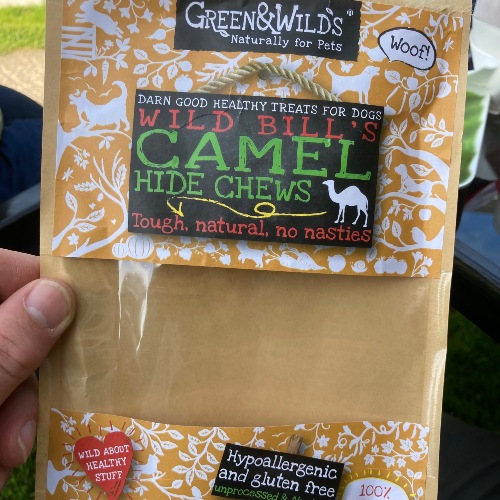 GREEN&WILD'S®
Naturally for Pets
Woof!
DARN GOOD HEALTHY TREATS FOR DOGS
WILD BILL'S
CAMEL
HIDE CHEWS
Tough, natural, no nasties
WILD ABOUT
HEALTHY
STUFF
Hypoallergenic
and gluten free
unprocessed &
100%